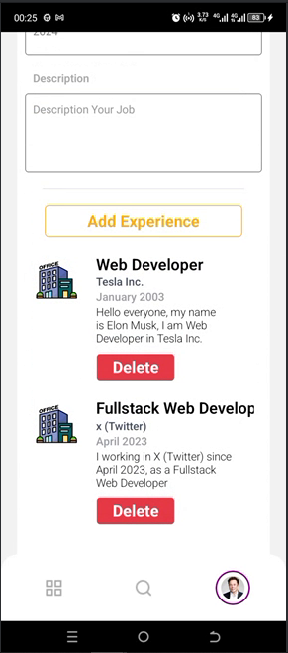 00:25
3.73
K/s
4G
4G
83
2024
Description
Description Your Job
Add Experience
OFFICE
Web Developer
Tesla Inc.
January 2003
Hello everyone, my name
is Elon Musk, I am Web
Developer in Tesla Inc.
Delete
OFFICE
Fullstack Web Develop
x (Twitter)
April 2023
I working in X (Twitter) since
April 2023, as a Fullstack
Web Developer
Delete